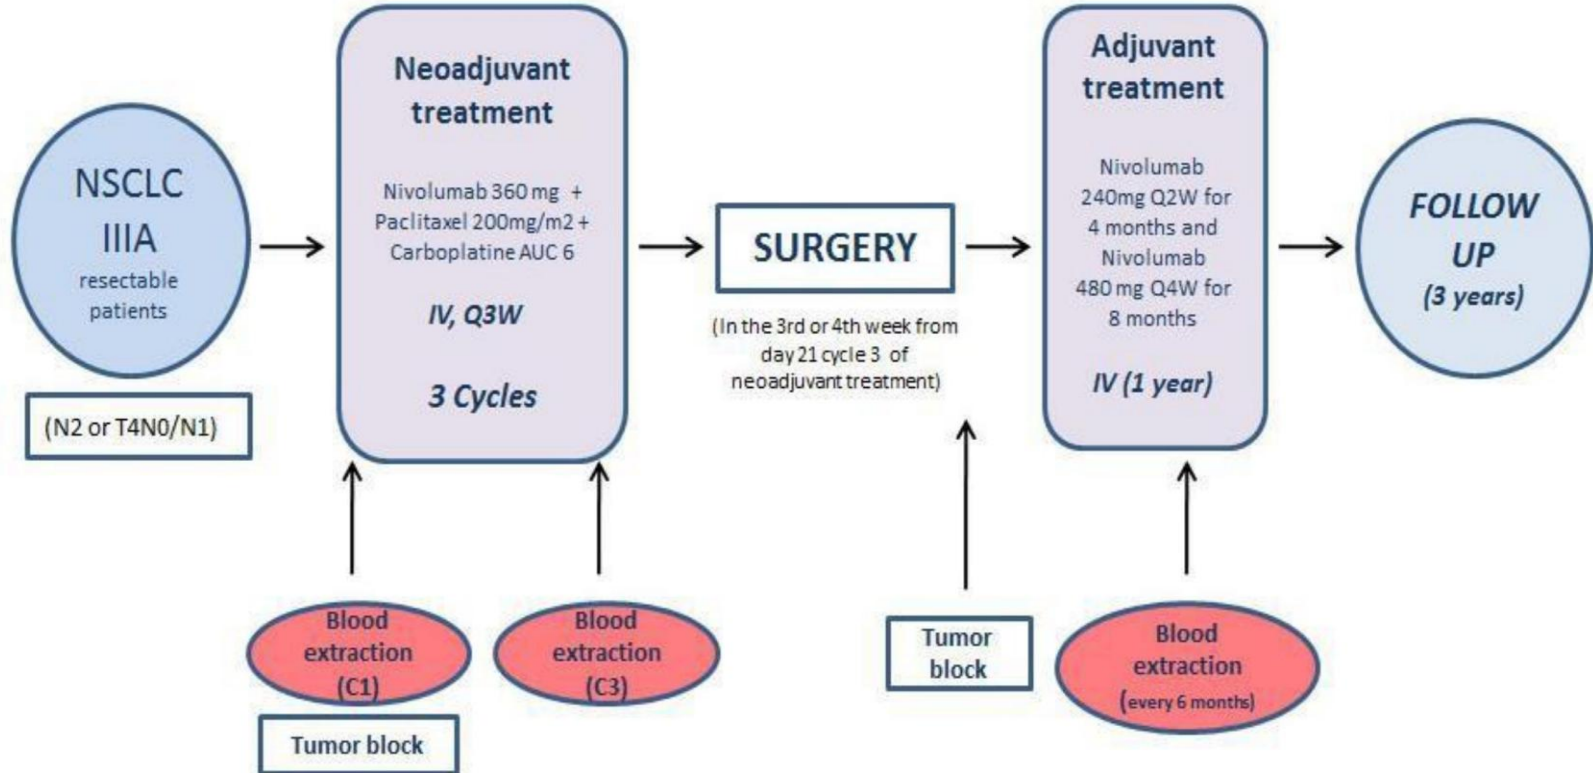 NSCLC
IIIA
resectable
patients
(N2 or T4N0/N1)
Neoadjuvant
treatment
Nivolumab 360 mg +
Paclitaxel 200mg/m2 +
Carboplatine AUC 6
IV, Q3W
3 Cycles
SURGERY
(In the 3rd or 4th week from
day 21 cycle 3 of
neoadjuvant treatment)
Adjuvant
treatment
Nivolumab
240mg Q2W for
4 months and
Nivolumab
480 mg Q4W for
8 months
IV (1 year)
FOLLOW
UP
(3 years)
Blood
extraction
(C1)
Tumor block
Blood
extraction
(C3)
Tumor
block
Blood
extraction
(every 6 months)